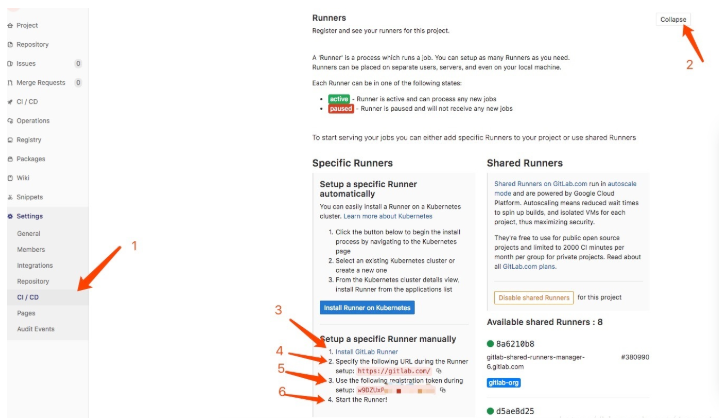 Project
Repository
Issues 0
Merge Requests 0
CI / CD
Operations
Registry
Packages
Wiki
Snippets
Settings
General
Members
Integrations
Repository
CI / CD
Pages
Audit Events
1
Runners
Collapse
Register and see your runners for this project.
2
A 'Runner' is a process which runs a job. You can setup as many Runners as you need.
Runners can be placed on separate users, servers, and even on your local machine.
Each Runner can be in one of the following states:
• active - Runner is active and can process any new jobs
• paused - Runner is paused and will not receive any new jobs
To start serving your jobs you can either add specific Runners to your project or use shared Runners
Specific Runners
Setup a specific Runner
automatically
You can easily install a Runner on a Kubernetes
cluster. Learn more about Kubernetes
1. Click the button below to begin the install
process by navigating to the Kubernetes
page
2. Select an existing Kubernetes cluster or
create a new one
3. From the Kubernetes cluster details view,
install Runner from the applications list
Install Runner on Kubernetes
Setup a specific Runner manually
1. Install GitLab Runner
2. Specify the following URL during the Runner
setup: https://gitlab.com/
3. Use the following registration token during
setup:
4. Start the Runner!
3
4
5
6
Shared Runners
Shared Runners on GitLab.com run in autoscale
mode and are powered by Google Cloud
Platform. Autoscaling means reduced wait times
to spin up builds, and isolated VMs for each
project, thus maximizing security.
They're free to use for public open source
projects and limited to 2000 CI minutes per
month per group for private projects. Read about
all GitLab.com plans.
Disable shared Runners for this project
Available shared Runners : 8
8a6210b8
gitlab-shared-runners-manager- #380990
6.gitlab.com
gitlab-org
d5ae8d25